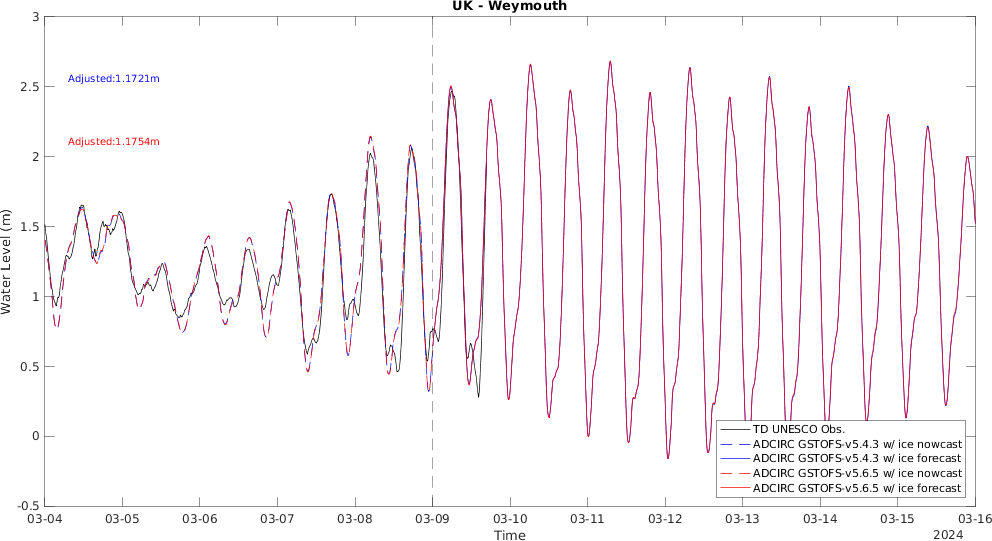 UK - Weymouth
3
2.5
2
1.5
1
0.5
0
-0.5
Water Level (m)
Adjusted:1.1721m
Adjusted:1.1754m
TD UNESCO Obs.
ADCIRC GSTOFS-v5.4.3 w/ ice nowcast
ADCIRC GSTOFS-v5.4.3 w/ ice forecast
ADCIRC GSTOFS-v5.6.5 w/ ice nowcast
ADCIRC GSTOFS-v5.6.5 w/ ice forecast
03-04 03-05 03-06 03-07 03-08 03-09 03-10 03-11 03-12 03-13 03-14 03-15 03-16
Time
2024